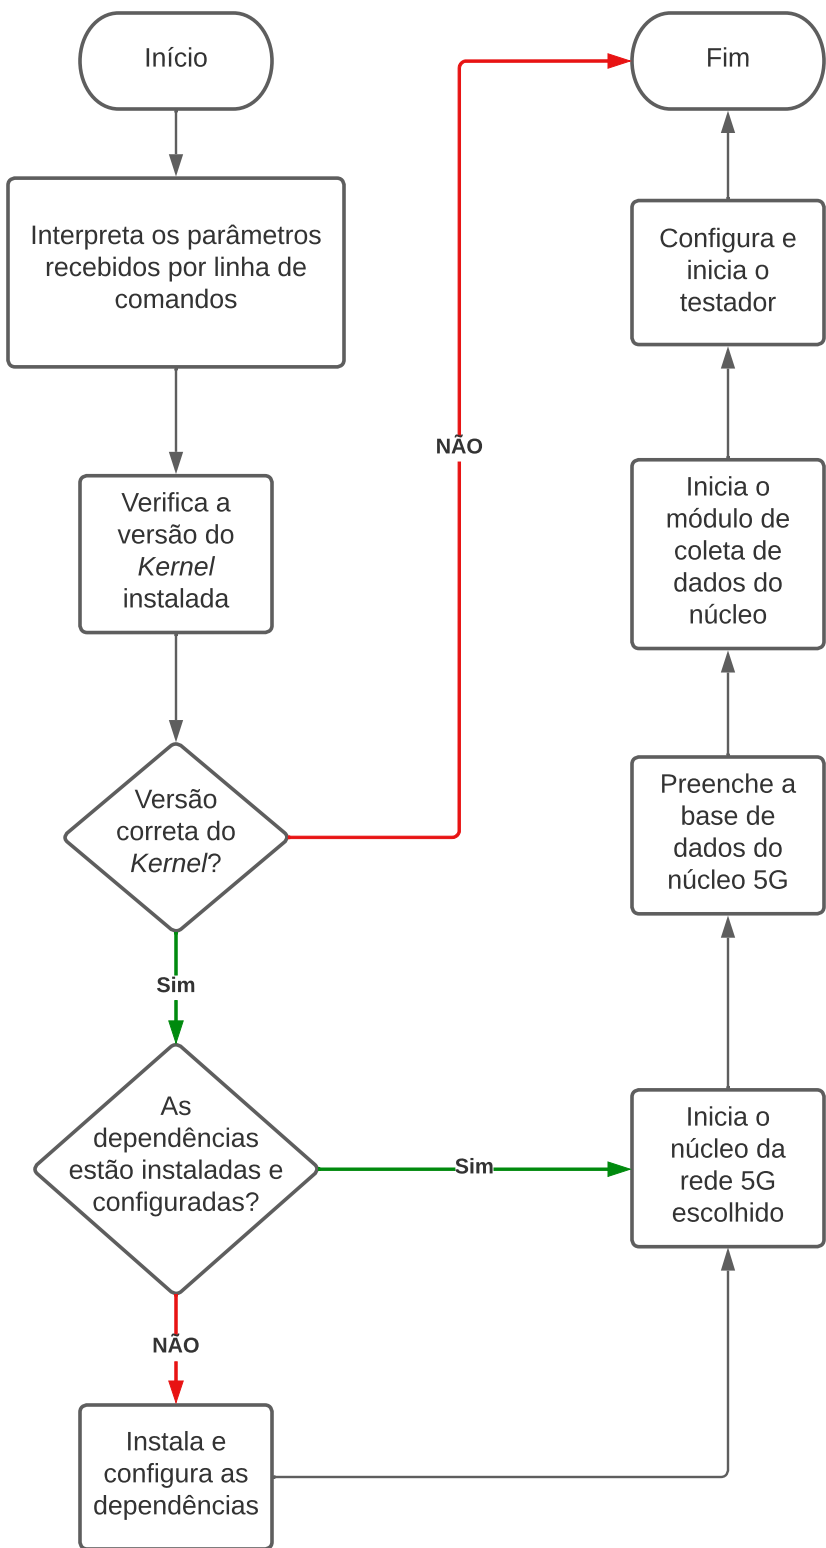 Início
Interpreta os parâmetros
recebidos por linha de
comandos
Verifica a
versão do
Kernel
instalada
Versão
correta do
Kernel?
NÃO
Sim
As
dependências
estão instaladas e
configuradas?
Sim
NÃO
Instala e
configura as
dependências
Inicia o
núcleo da
rede 5G
escolhido
Preenche a
base de
dados do
núcleo 5G
Inicia o
módulo de
coleta de
dados do
núcleo
Configura e
inicia o
testador
Fim